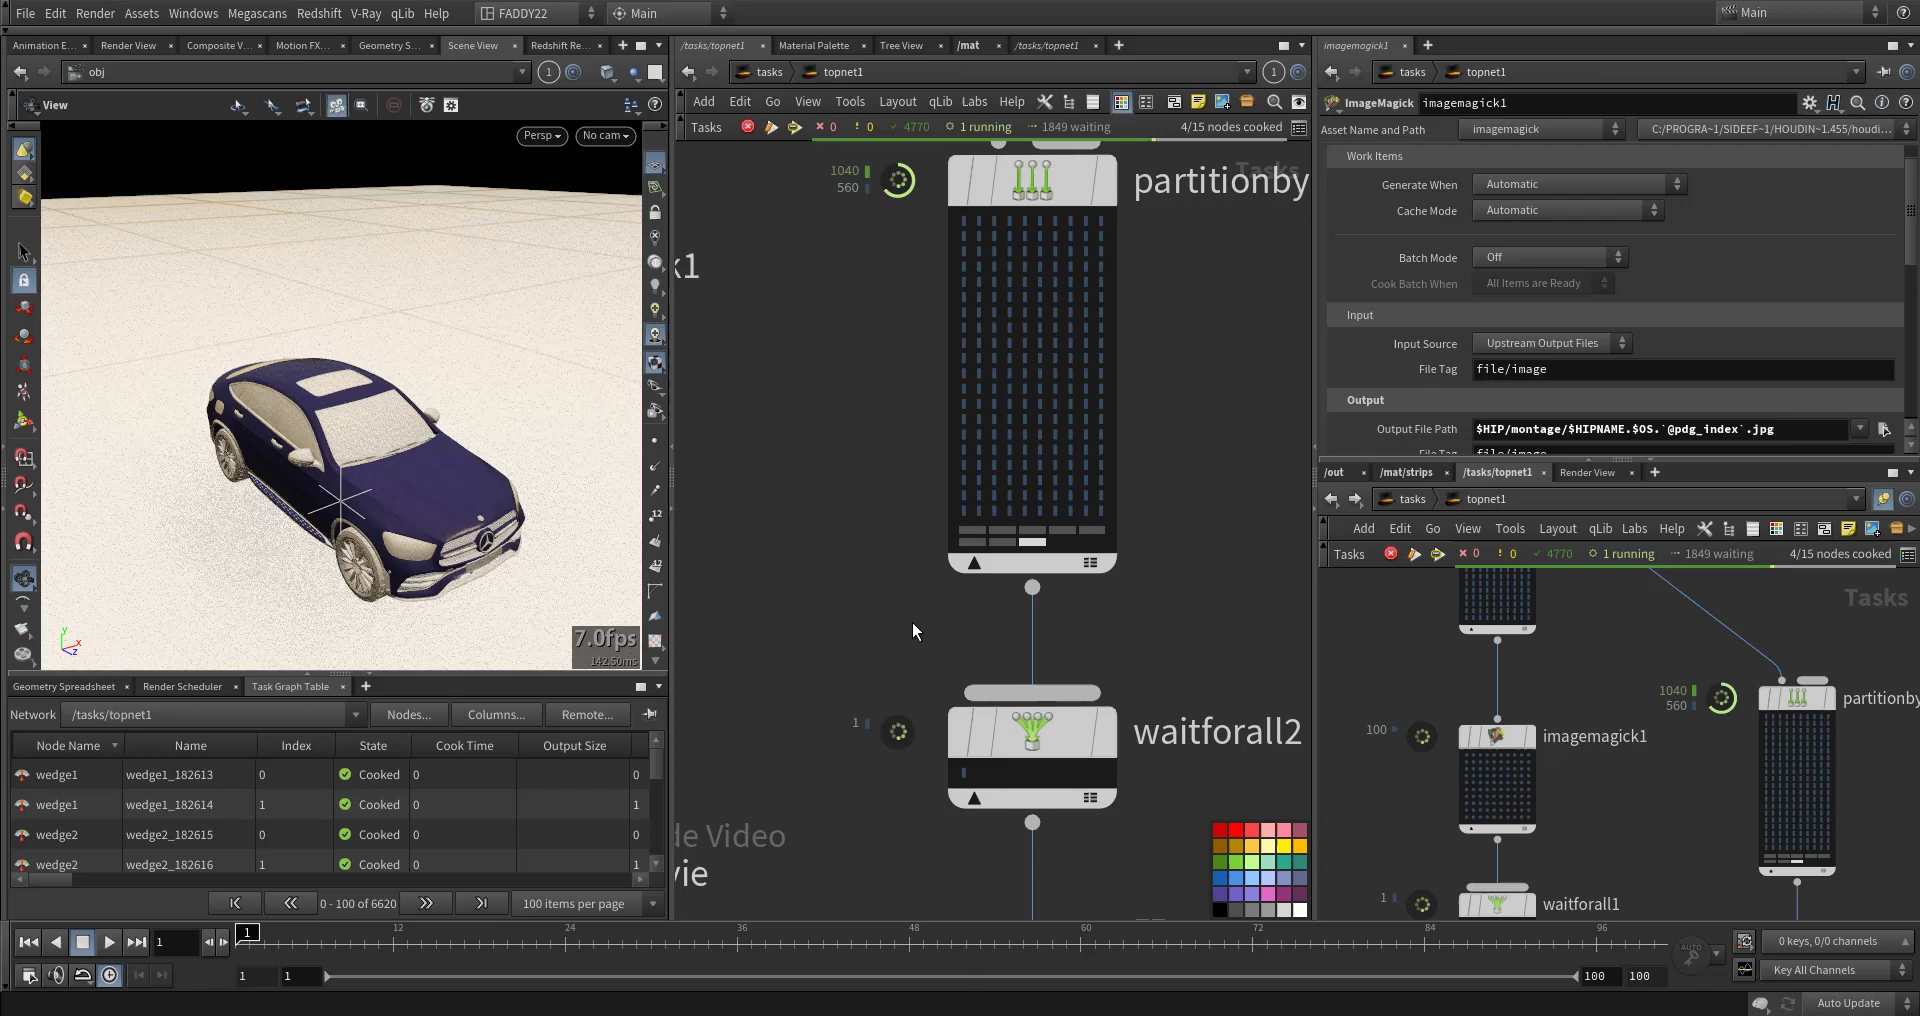 File Edit Render Assets Windows Megascans Redshift V-Ray qLib Help FADDY22 Main Main
Animation E... Render View Composite V... Motion FX... Geometry S... Scene View Redshift Re...
obj 1
View
Persp No cam
7.0fps
142.50ms
y x z
Geometry Spreadsheet Render Scheduler Task Graph Table
Network /tasks/topnet1 Nodes... Columns... Remote...
Node Name Name Index State Cook Time Output Size
wedge1 wedge1_182613 0 Cooked 0 0
wedge1 wedge1_182614 1 Cooked 0 1
wedge2 wedge2_182615 0 Cooked 0 0
wedge2 wedge2_182616 1 Cooked 0 1
0 - 100 of 6620 100 items per page
/tasks/topnet1 Material Palette Tree View /mat /tasks/topnet1
tasks topnet1 1
Add Edit Go View Tools Layout qLib Labs Help
Tasks 0 0 4770 1 running 1849 waiting 4/15 nodes cooked
Tasks
1040
560
partitionby
k1
1
waitforall2
de Video
vie
imagemagick1
tasks topnet1
ImageMagick imagemagick1
Asset Name and Path imagemagick C:/PROGRA~1/SIDEEF~1/HOUDIN~1.455/houdi...
Work Items
Generate When Automatic
Cache Mode Automatic
Batch Mode Off
Cook Batch When All Items are Ready
Input
Input Source Upstream Output Files
File Tag file/image
Output
Output File Path $HIP/montage/$HIPNAME.$OS.`@pdg_index`.jpg
File Tag file/image
/out /mat/strips /tasks/topnet1 Render View
tasks topnet1
Add Edit Go View Tools Layout qLib Labs Help
Tasks 0 0 4770 1 running 1849 waiting 4/15 nodes cooked
Tasks
1040
560
partitionby
100 imagemagick1
1 waitforall1
1 1 12 24 36 48 60 72 84 96
AUTO
0 keys, 0/0 channels
1 1 100 100
Key All Channels
Auto Update